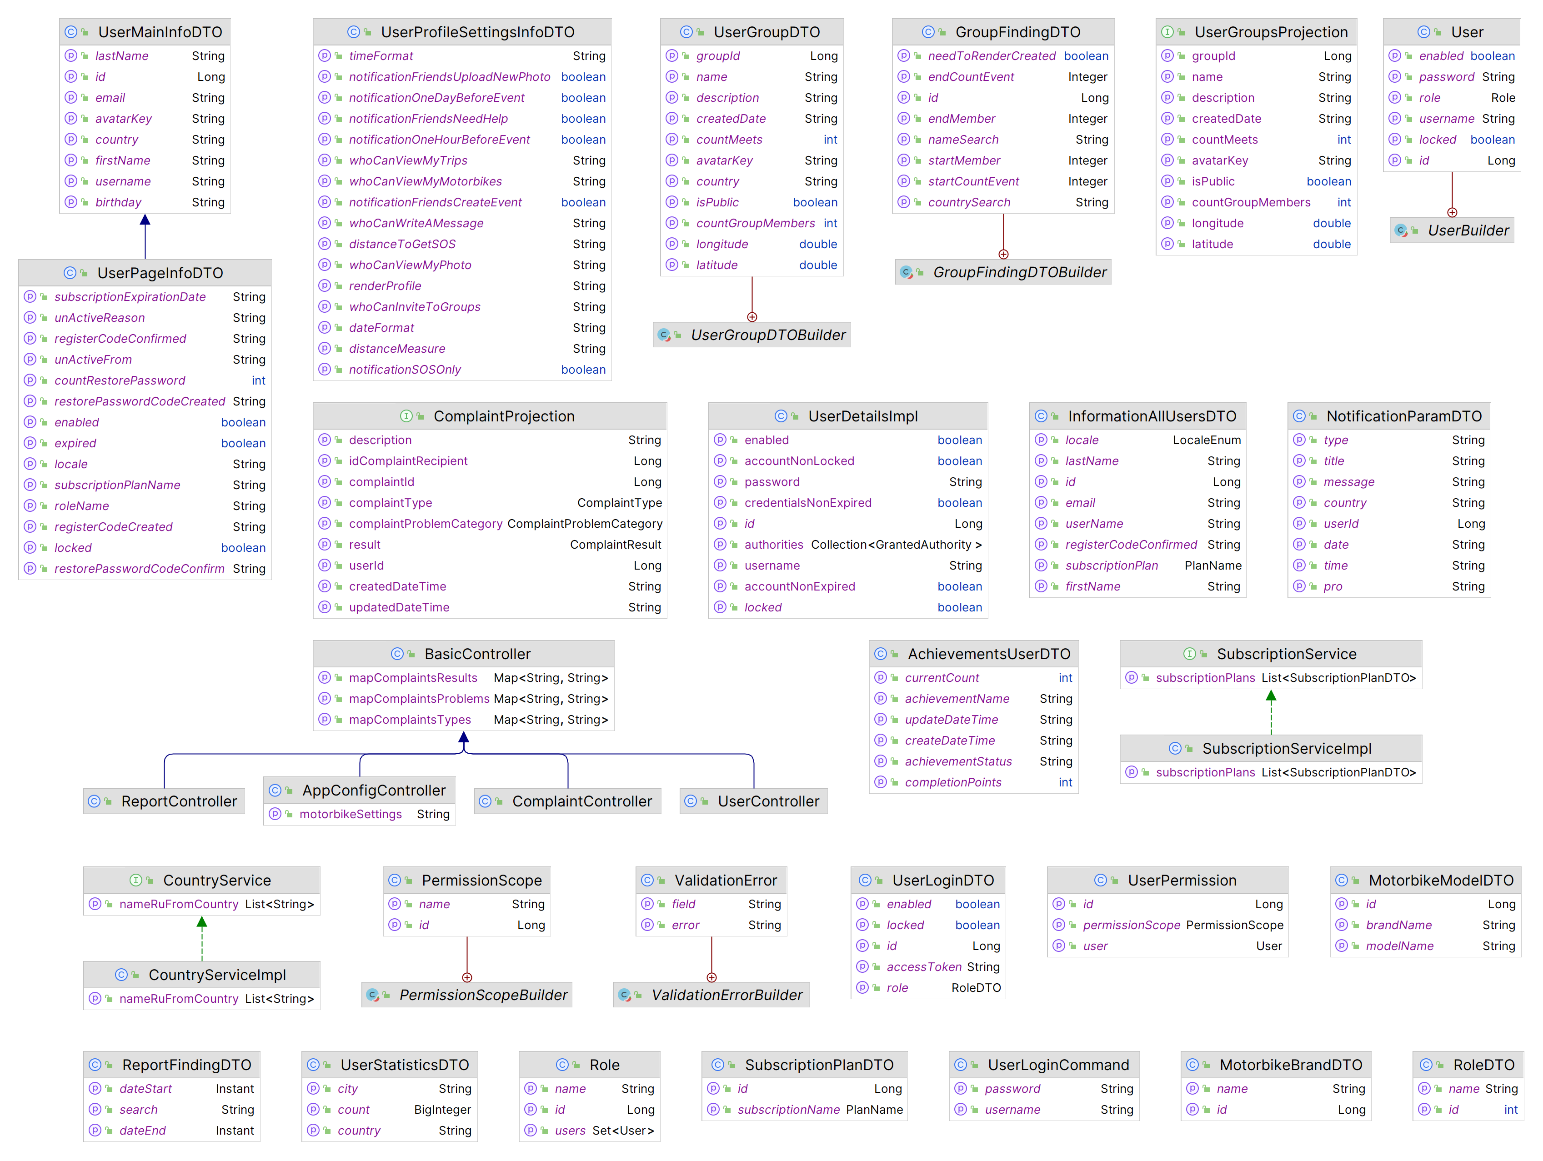 UserMainInfoDTO
lastName String
id Long
email String
avatarKey String
country String
firstName String
username String
birthday String
UserPageInfoDTO
subscriptionExpirationDate String
unActiveReason String
registerCodeConfirmed String
unActiveFrom String
countRestorePassword int
restorePasswordCodeCreated String
enabled boolean
expired boolean
locale String
subscriptionPlanName String
roleName String
registerCodeCreated String
locked boolean
restorePasswordCodeConfirm String
UserProfileSettingsInfoDTO
timeFormat String
notificationFriendsUploadNewPhoto boolean
notificationOneDayBeforeEvent boolean
notificationFriendsNeedHelp boolean
notificationOneHourBeforeEvent boolean
whoCanViewMyTrips String
whoCanViewMyMotorbikes String
notificationFriendsCreateEvent boolean
whoCanWriteAMessage String
distanceToGetSOS String
whoCanViewMyPhoto String
renderProfile String
whoCanInviteToGroups String
dateFormat String
distanceMeasure String
notificationSOSOnly boolean
UserGroupDTO
groupId Long
name String
description String
createdDate String
countMeets int
avatarKey String
country String
isPublic boolean
countGroupMembers int
longitude double
latitude double
UserGroupDTOBuilder
GroupFindingDTO
needToRenderCreated boolean
endCountEvent Integer
id Long
endMember Integer
nameSearch String
startMember Integer
startCountEvent Integer
countrySearch String
GroupFindingDTOBuilder
UserGroupsProjection
groupId Long
name String
description String
createdDate String
countMeets int
avatarKey String
isPublic boolean
countGroupMembers int
longitude double
latitude double
User
enabled boolean
password String
role Role
username String
locked boolean
id Long
UserBuilder
ComplaintProjection
description String
idComplaintRecipient Long
complaintId Long
complaintType ComplaintType
complaintProblemCategory ComplaintProblemCategory
result ComplaintResult
userId Long
createdDateTime String
updatedDateTime String
UserDetailsImpl
enabled boolean
accountNonLocked boolean
password String
credentialsNonExpired boolean
id Long
authorities Collection<GrantedAuthority >
username String
accountNonExpired boolean
locked boolean
InformationAllUsersDTO
locale LocaleEnum
lastName String
id Long
email String
userName String
registerCodeConfirmed String
subscriptionPlan PlanName
firstName String
NotificationParamDTO
type String
title String
message String
country String
userId Long
date String
time String
pro String
BasicController
mapComplaintsResults Map<String, String>
mapComplaintsProblems Map<String, String>
mapComplaintsTypes Map<String, String>
ReportController
AppConfigController
motorbikeSettings String
ComplaintController
UserController
AchievementsUserDTO
currentCount int
achievementName String
updateDateTime String
createDateTime String
achievementStatus String
completionPoints int
SubscriptionService
subscriptionPlans List<SubscriptionPlanDTO>
SubscriptionServiceImpl
subscriptionPlans List<SubscriptionPlanDTO>
CountryService
nameRuFromCountry List<String>
CountryServiceImpl
nameRuFromCountry List<String>
PermissionScope
name String
id Long
PermissionScopeBuilder
ValidationError
field String
error String
ValidationErrorBuilder
UserLoginDTO
enabled boolean
locked boolean
id Long
accessToken String
role RoleDTO
UserPermission
id Long
permissionScope PermissionScope
user User
MotorbikeModelDTO
id Long
brandName String
modelName String
ReportFindingDTO
dateStart Instant
search String
dateEnd Instant
UserStatisticsDTO
city String
count BigInteger
country String
Role
name String
id Long
users Set<User>
SubscriptionPlanDTO
id Long
subscriptionName PlanName
UserLoginCommand
password String
username String
MotorbikeBrandDTO
name String
id Long
RoleDTO
name String
id int